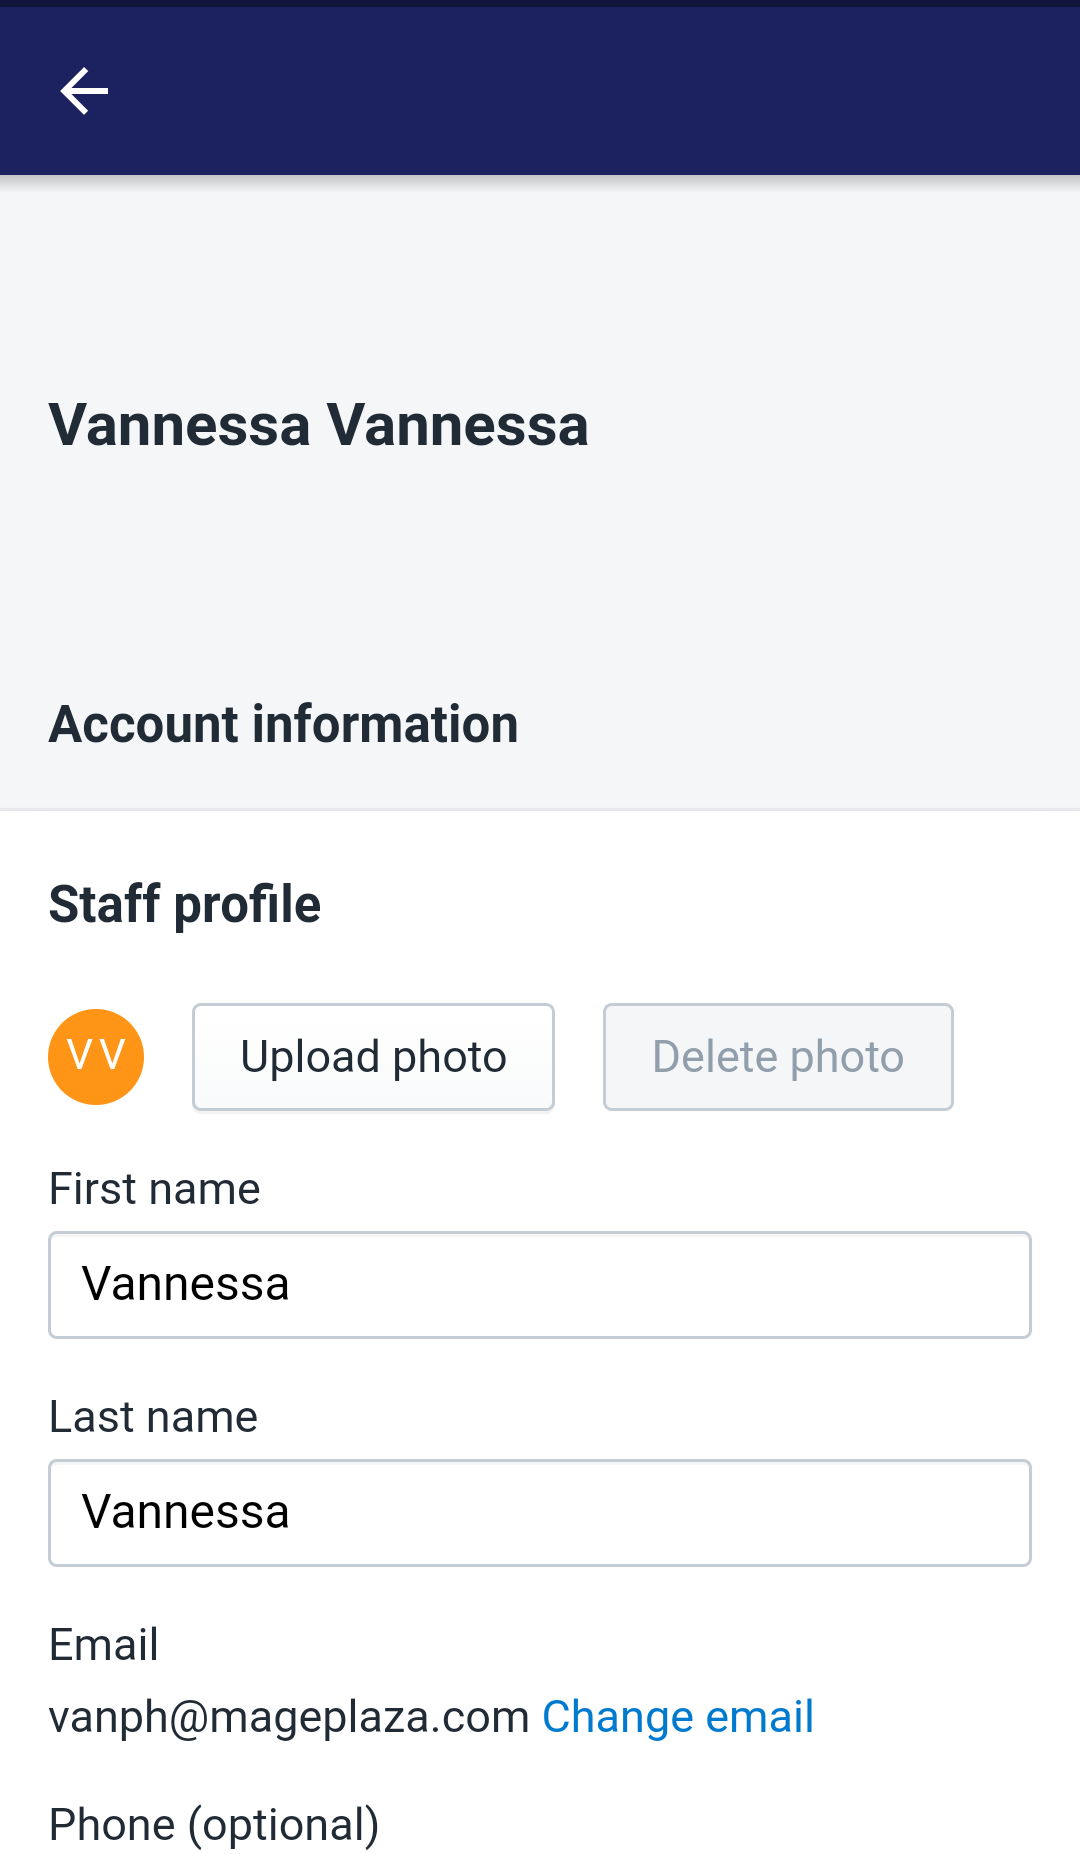 Vannessa Vannessa
Account information
Staff profile
VV Upload photo Delete photo
First name
Vannessa
Last name
Vannessa
Email
vanph@mageplaza.com Change email
Phone (optional)